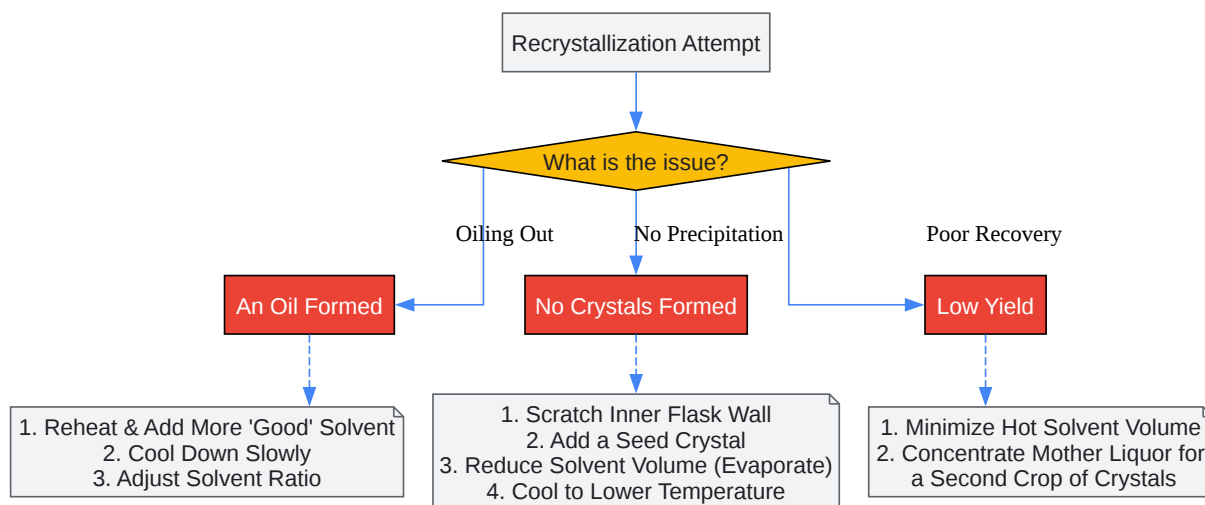 Recrystallization Attempt
What is the issue?
Oiling Out
No Precipitation
Poor Recovery
An Oil Formed
No Crystals Formed
Low Yield
1. Reheat & Add More 'Good' Solvent
2. Cool Down Slowly
3. Adjust Solvent Ratio
1. Scratch Inner Flask Wall
2. Add a Seed Crystal
3. Reduce Solvent Volume (Evaporate)
4. Cool to Lower Temperature
1. Minimize Hot Solvent Volume
2. Concentrate Mother Liquor for
a Second Crop of Crystals